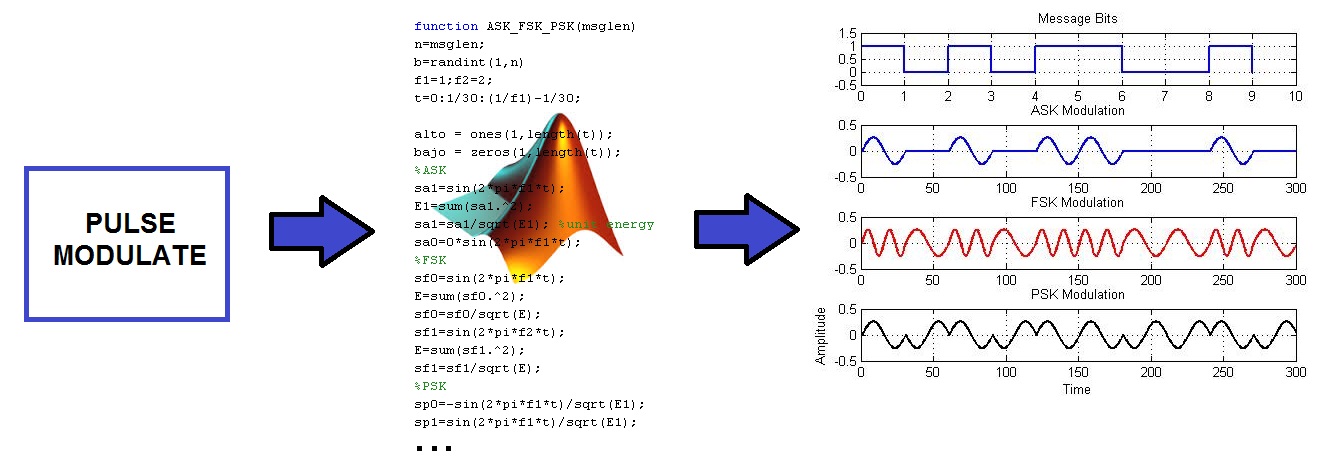 PULSE
MODULATE
function ASK_FSK_PSK(msglen)
n=msglen;
b=randint(1,n)
f1=1;f2=2;
t=0:1/30:(1/f1)-1/30;
alto = ones(1,length(t));
bajo = zeros(1,length(t));
%ASK
sa1=sin(2*pi*f1*t);
E1=sum(sa1.^2);
sa1=sa1/sqrt(E1); %unit energy
sa0=0*sin(2*pi*f1*t);
%FSK
sf0=sin(2*pi*f1*t);
E=sum(sf0.^2);
sf0=sf0/sqrt(E);
sf1=sin(2*pi*f2*t);
E=sum(sf1.^2);
sf1=sf1/sqrt(E);
%PSK
sp0=-sin(2*pi*f1*t)/sqrt(E1);
sp1=sin(2*pi*f1*t)/sqrt(E1);
...
Message Bits
1.5
1
0.5
0
-0.5
0 1 2 3 4 5 6 7 8 9 10
ASK Modulation
0.5
0
-0.5
0 50 100 150 200 250 300
FSK Modulation
0.5
0
-0.5
0 50 100 150 200 250 300
PSK Modulation
Amplitude
0.5
0
-0.5
0 50 100 150 200 250 300
Time